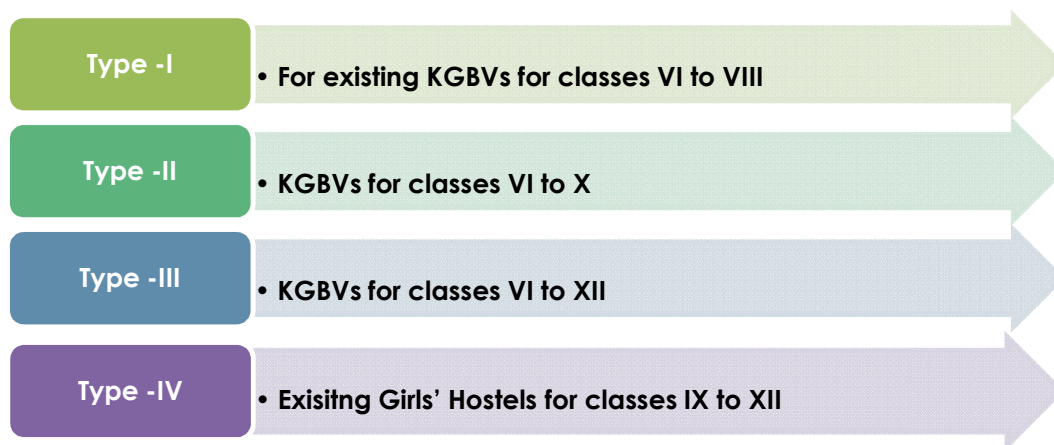 Type -I
• For existing KGBVs for classes VI to VIII
Type -II
• KGBVs for classes VI to X
Type -III
• KGBVs for classes VI to XII
Type -IV
• Exisitng Girls’ Hostels for classes IX to XII